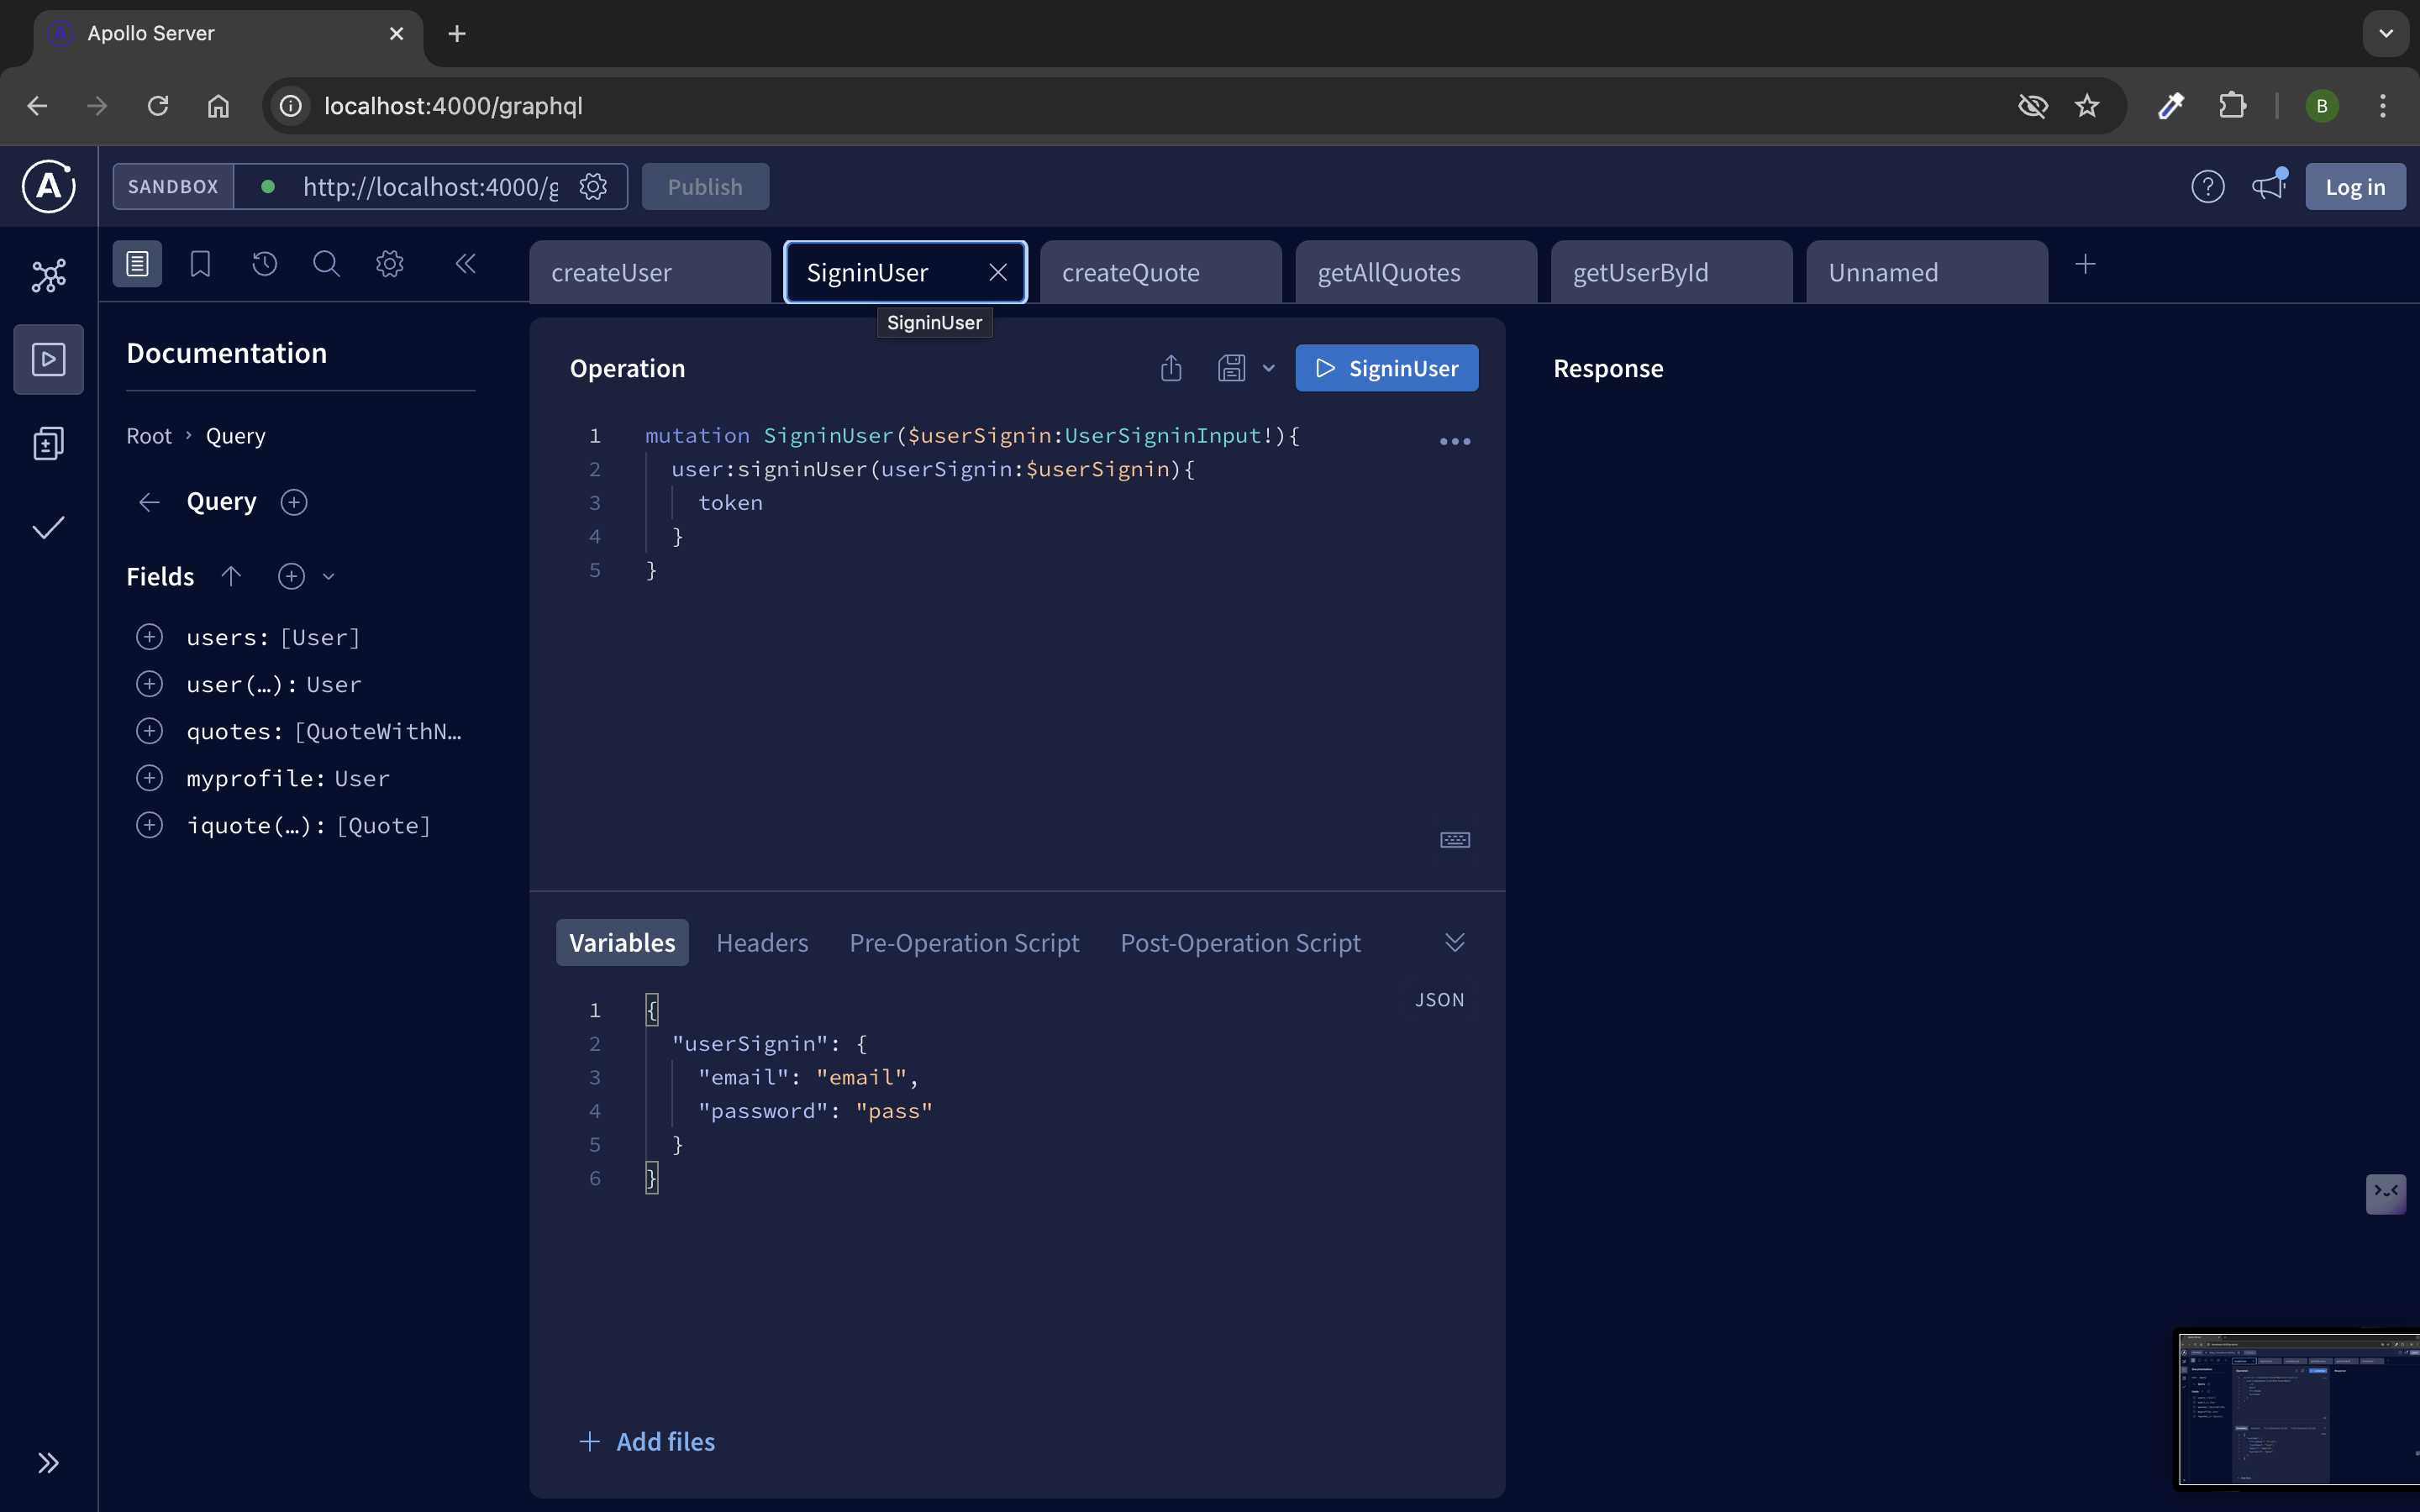 Apollo Server
localhost:4000/graphql
B
SANDBOX
http://localhost:4000/g
Publish
Log in
createUser
SigninUser
createQuote
getAllQuotes
getUserById
Unnamed
SigninUser
Documentation
Root
Query
Query
Fields
users: [User]
user(…): User
quotes: [QuoteWithN…
myprofile: User
iquote(…): [Quote]
Operation
SigninUser
1 mutation SigninUser($userSignin:UserSigninInput!){
2 user:signinUser(userSignin:$userSignin){
3 token
4 }
5 }
Variables
Headers
Pre-Operation Script
Post-Operation Script
JSON
1 {
2 "userSignin": {
3 "email": "email",
4 "password": "pass"
5 }
6 }
Add files
Response